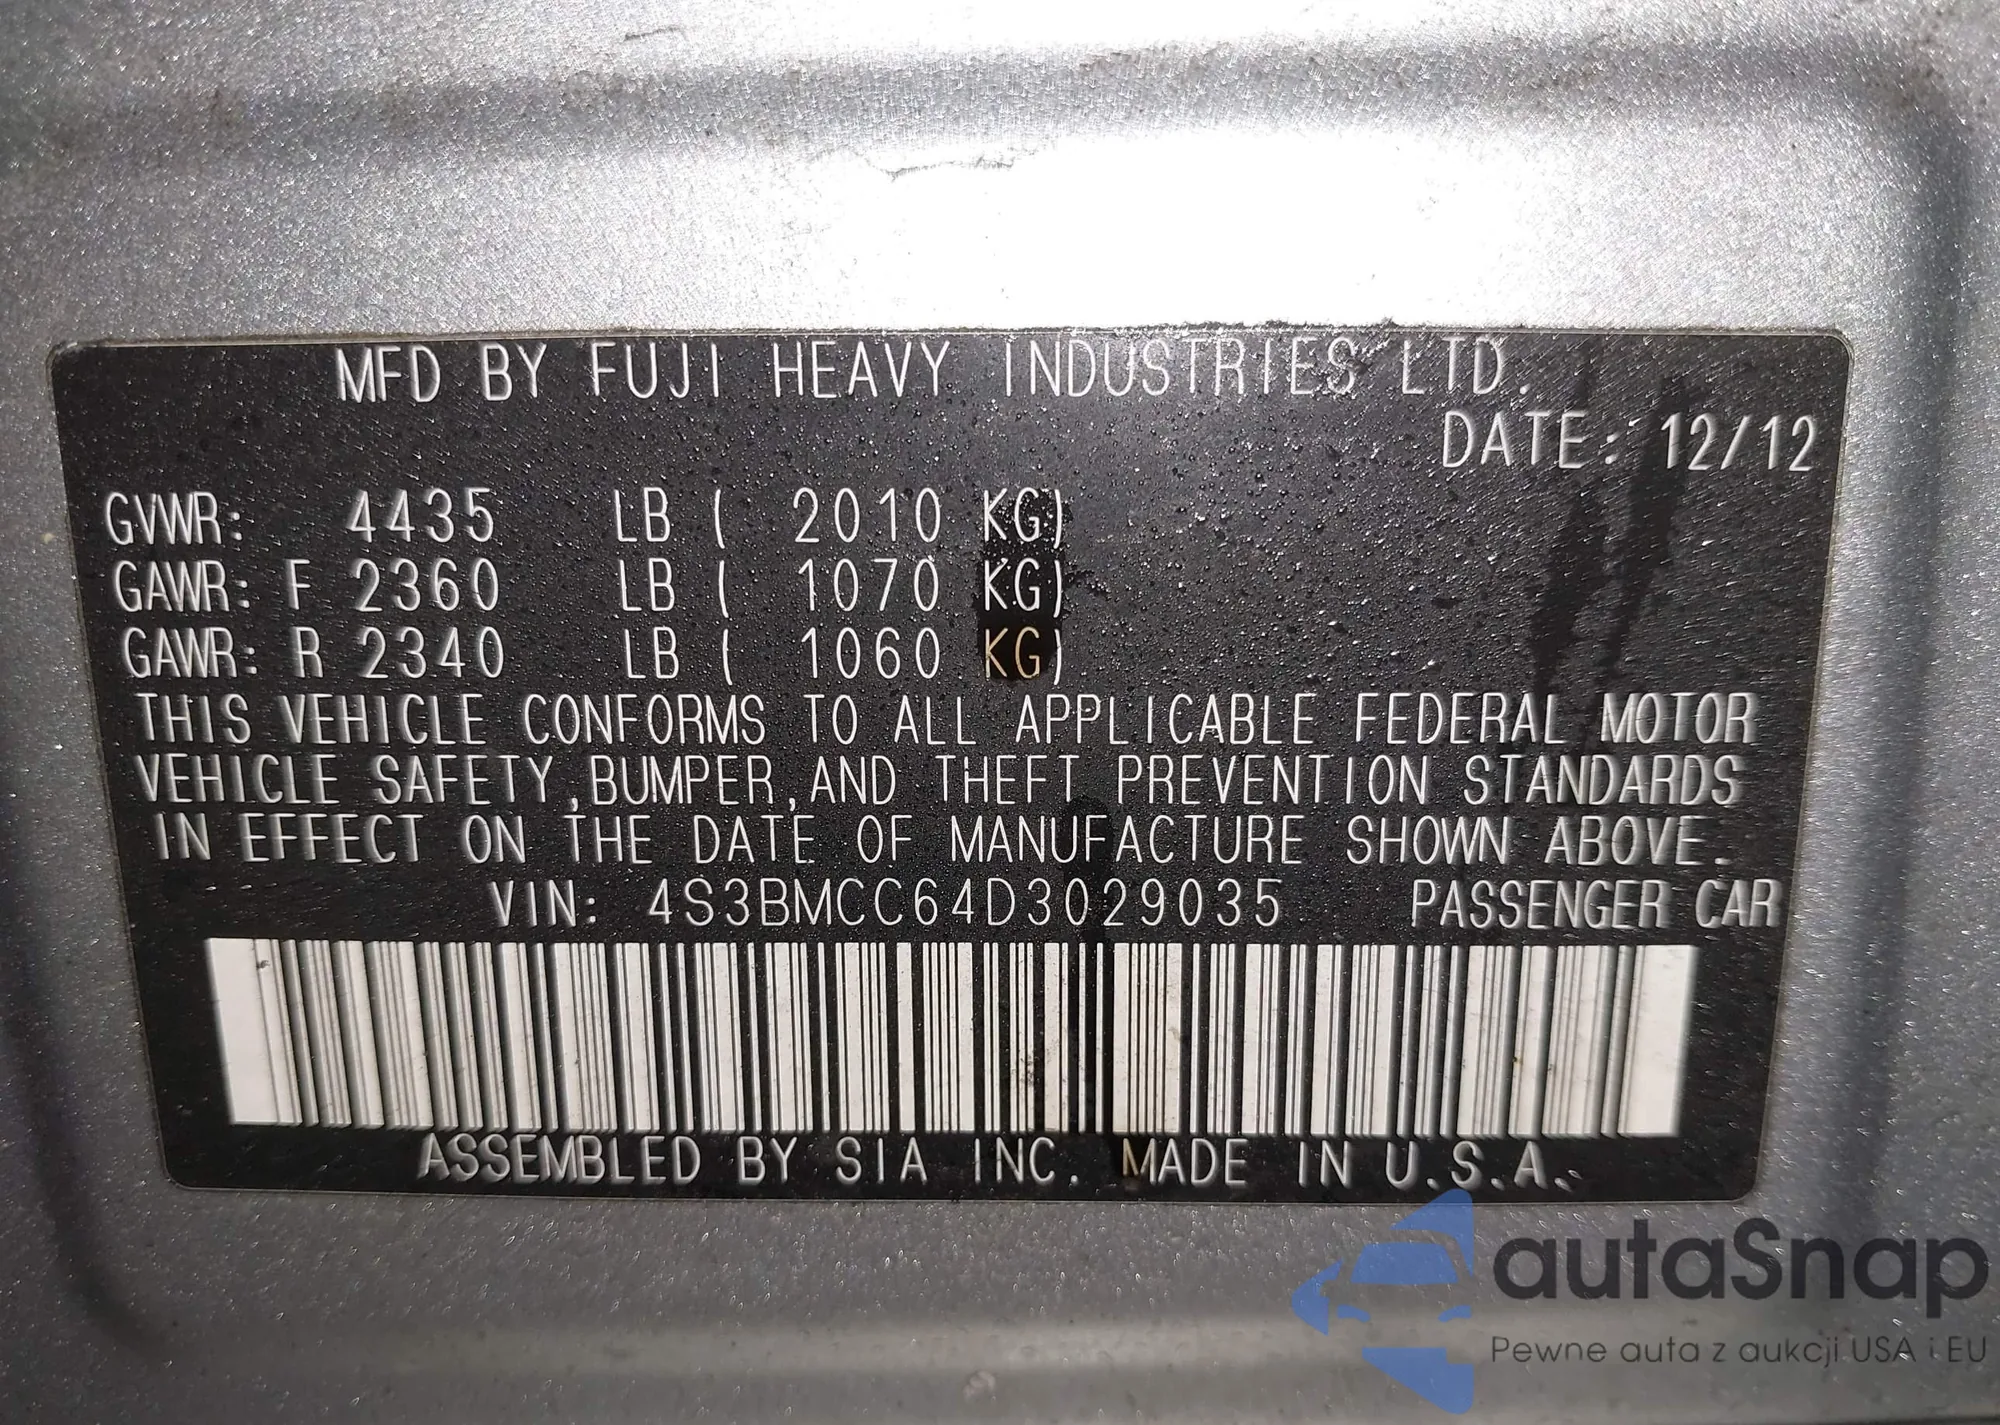 MFD BY FUJI HEAVY INDUSTRIES LTD.
DATE: 12/12
GVWR: 4435 LB ( 2010 KG)
GAWR: F 2360 LB ( 1070 KG)
GAWR: R 2340 LB ( 1060 KG)
THIS VEHICLE CONFORMS TO ALL APPLICABLE FEDERAL MOTOR
VEHICLE SAFETY,BUMPER,AND THEFT PREVENTION STANDARDS
IN EFFECT ON THE DATE OF MANUFACTURE SHOWN ABOVE.
VIN: 4S3BMCC64D3029035 PASSENGER CAR
ASSEMBLED BY SIA INC. MADE IN U.S.A.
autaSnap
Pewne auta z aukcji USA i EU